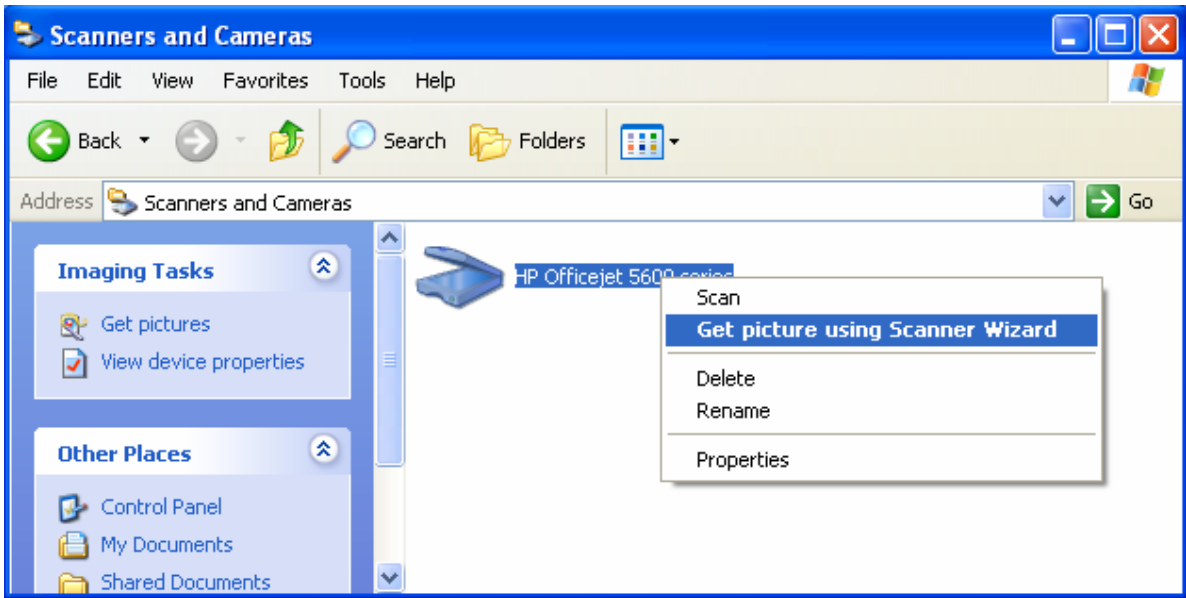 Scanners and Cameras
File Edit View Favorites Tools Help
Back Search Folders
Address Scanners and Cameras Go
Imaging Tasks
Get pictures
View device properties
Other Places
Control Panel
My Documents
Shared Documents
HP Officejet 5600 series
Scan
Get picture using Scanner Wizard
Delete
Rename
Properties